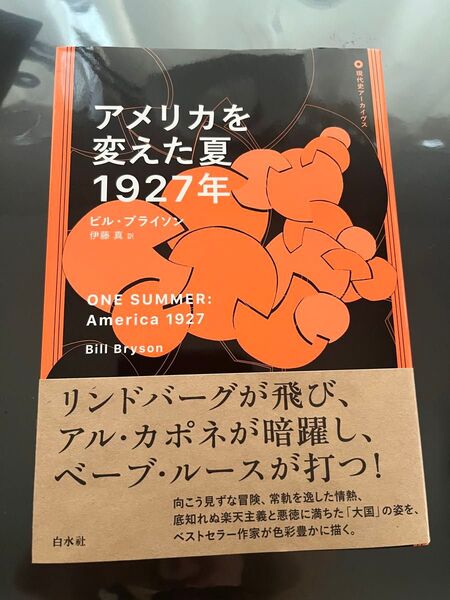 現代史アーカイヴス
アメリカを
変えた夏
1927年
ビル・ブライソン
伊藤 真 訳
ONE SUMMER:
America 1927
Bill Bryson
リンドバーグが飛び、
アル・カポネが暗躍し、
ベーブ・ルースが打つ!
向こう見ずな冒険、常軌を逸した情熱、
底知れぬ楽天主義と悪徳に満ちた「大国」の姿を、
ベストセラー作家が色彩豊かに描く。
白水社